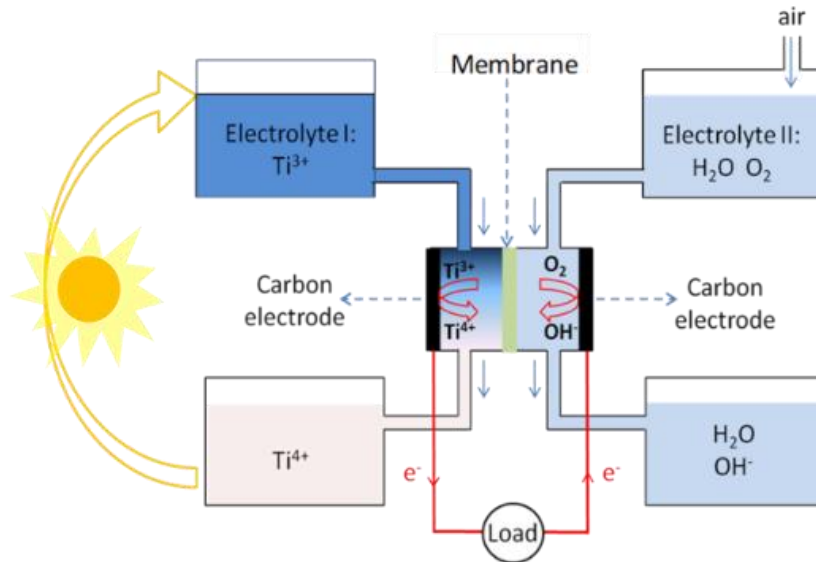 air
Membrane
Electrolyte I:
Ti³⁺
Electrolyte II:
H₂O O₂
Ti³⁺
O₂
Carbon
electrode
Carbon
electrode
Ti⁴⁺
OH⁻
Ti⁴⁺
H₂O
OH⁻
e⁻
e⁻
Load